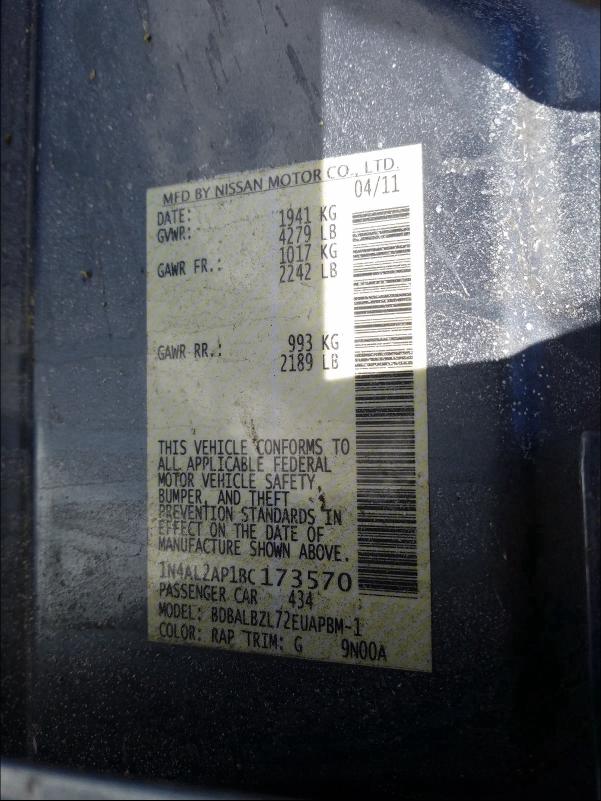 MFD BY NISSAN MOTOR CO., LTD.
DATE: 04/11
GVWR: 1941 KG
4279 LB
GAWR FR.: 1017 KG
2242 LB
GAWR RR.: 993 KG
2189 LB
THIS VEHICLE CONFORMS TO
ALL APPLICABLE FEDERAL
MOTOR VEHICLE SAFETY,
BUMPER, AND THEFT
PREVENTION STANDARDS IN
EFFECT ON THE DATE OF
MANUFACTURE SHOWN ABOVE.
1N4AL2AP1BC173570
PASSENGER CAR 434
MODEL: BDBALBZL72EUAPBM-1
COLOR: RAP TRIM: G 9N00A